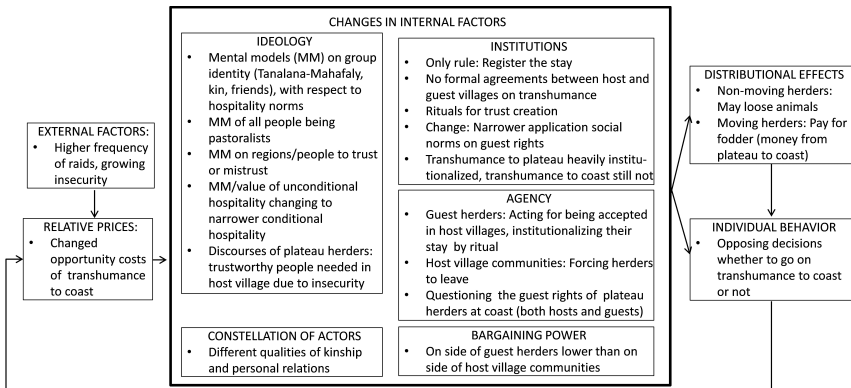 CHANGES IN INTERNAL FACTORS
EXTERNAL FACTORS:
• Higher frequency
of raids, growing
insecurity
RELATIVE PRICES:
• Changed
opportunity costs
of transhumance
to coast
IDEOLOGY
• Mental models (MM) on group
identity (Tanalana-Mahafaly,
kin, friends), with respect to
hospitality norms
• MM of all people being
pastoralists
• MM on regions/people to trust
or mistrust
• MM/value of unconditional
hospitality changing to
narrower conditional
hospitality
• Discourses of plateau herders:
trustworthy people needed in
host village due to insecurity
CONSTELLATION OF ACTORS
• Different qualities of kinship
and personal relations
INSTITUTIONS
• Only rule: Register the stay
• No formal agreements between host and
guest villages on transhumance
• Rituals for trust creation
• Change: Narrower application social
norms on guest rights
• Transhumance to plateau heavily institu-
tionalized, transhumance to coast still not
AGENCY
• Guest herders: Acting for being accepted
in host villages, institutionalizing their
stay by ritual
• Host village communities: Forcing herders
to leave
• Questioning the guest rights of plateau
herders at coast (both hosts and guests)
BARGAINING POWER
• On side of guest herders lower than on
side of host village communities
DISTRIBUTIONAL EFFECTS
• Non-moving herders:
May loose animals
• Moving herders: Pay for
fodder (money from
plateau to coast)
INDIVIDUAL BEHAVIOR
• Opposing decisions
whether to go on
transhumance to coast
or not